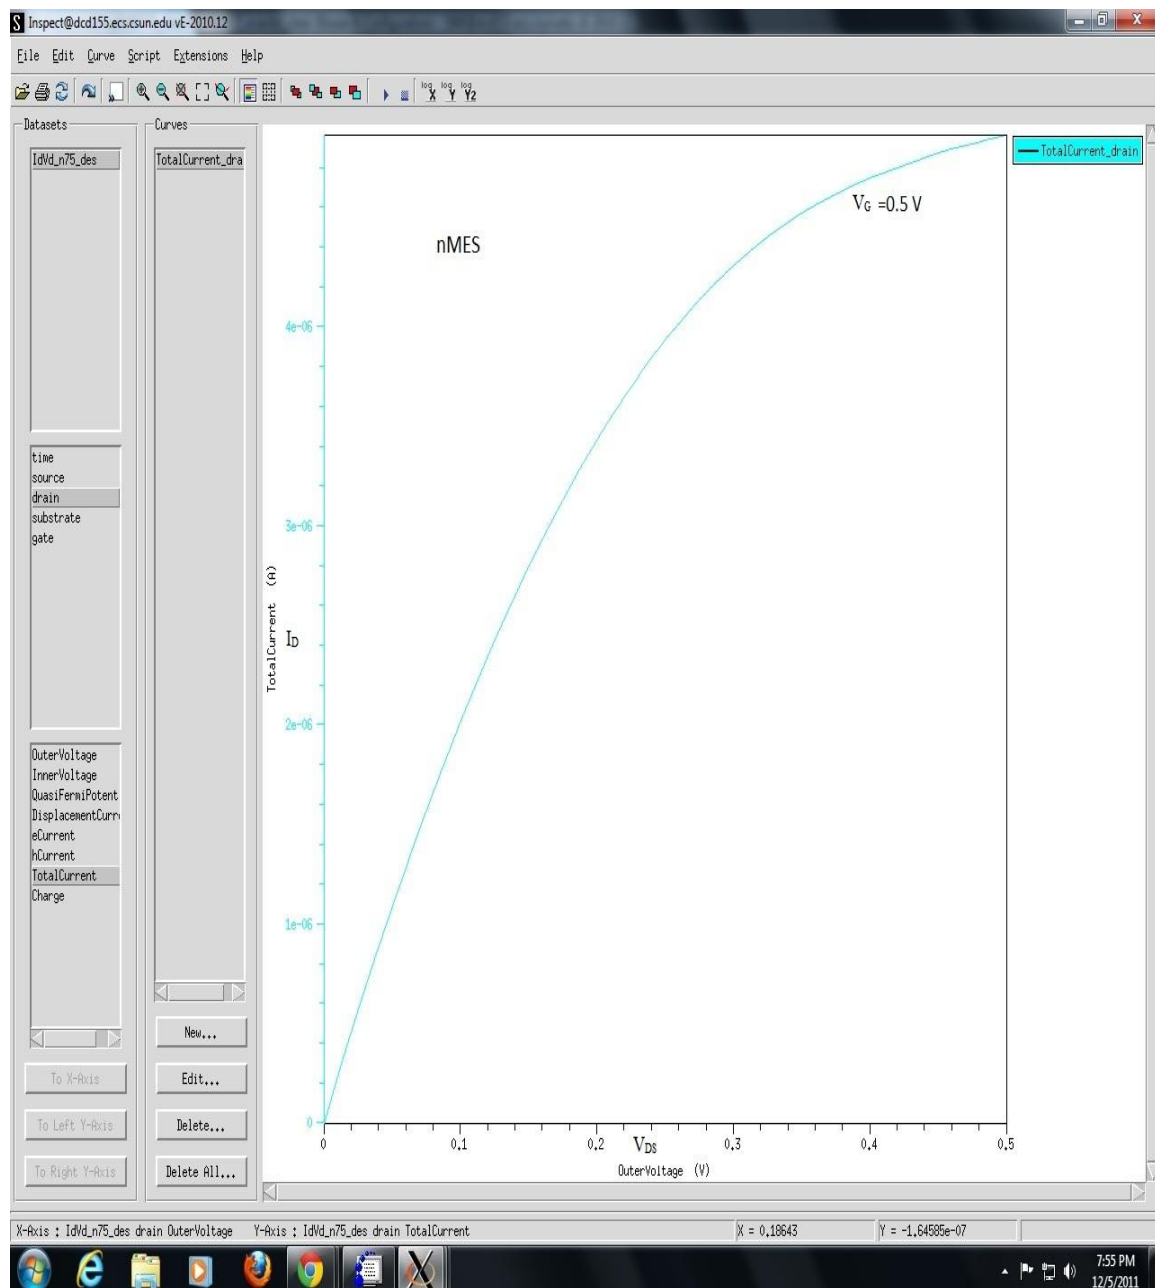 S Inspect@dcd155.ecs.csun.edu vE-2010.12
File Edit Curve Script Extensions Help
log X log Y log Y2
Datasets
Curves
IdVd_n75_des
TotalCurrent_dra
TotalCurrent_drain
VG =0.5 V
nMES
time
source
drain
substrate
gate
OuterVoltage
InnerVoltage
QuasiFermiPotent
DisplacementCurr
eCurrent
hCurrent
TotalCurrent
Charge
4e-06
3e-06
2e-06
1e-06
0
TotalCurrent (A)
ID
0 0.1 0.2 0.3 0.4 0.5
VDS
OuterVoltage (V)
New...
Edit...
Delete...
Delete All...
To X-Axis
To Left Y-Axis
To Right Y-Axis
X-Axis : IdVd_n75_des drain OuterVoltage Y-Axis : IdVd_n75_des drain TotalCurrent X = 0.18643 Y = -1.64585e-07
7:55 PM
12/5/2011